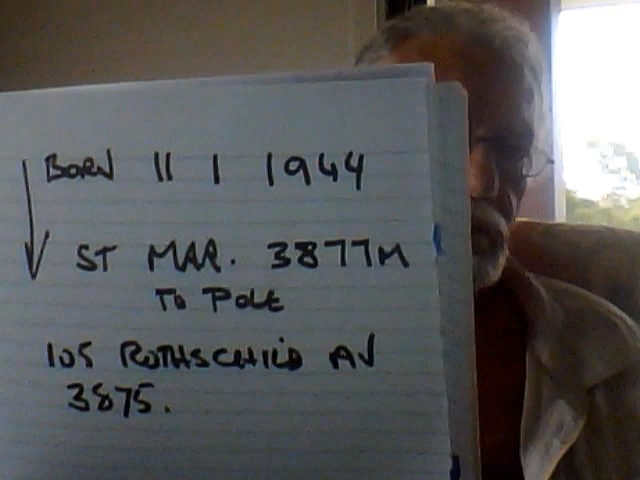 BORN 11 1 1944
ST MAR. 3877M
TO POLE
105 ROTHSCHILD AV
3875.